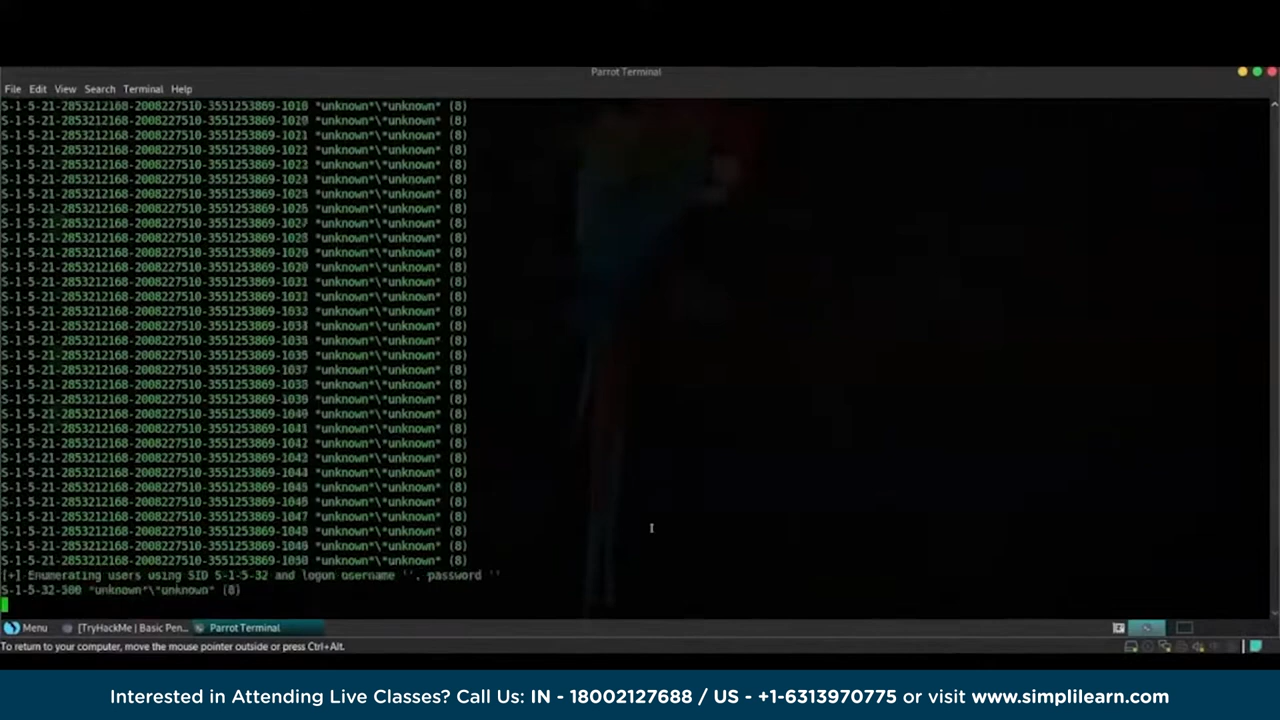 Parrot Terminal
File Edit View Search Terminal Help
S-1-5-21-2853212168-2008227510-3551253869-1019 *unknown*\*unknown* (8)
S-1-5-21-2853212168-2008227510-3551253869-1020 *unknown*\*unknown* (8)
S-1-5-21-2853212168-2008227510-3551253869-1021 *unknown*\*unknown* (8)
S-1-5-21-2853212168-2008227510-3551253869-1022 *unknown*\*unknown* (8)
S-1-5-21-2853212168-2008227510-3551253869-1023 *unknown*\*unknown* (8)
S-1-5-21-2853212168-2008227510-3551253869-1024 *unknown*\*unknown* (8)
S-1-5-21-2853212168-2008227510-3551253869-1025 *unknown*\*unknown* (8)
S-1-5-21-2853212168-2008227510-3551253869-1026 *unknown*\*unknown* (8)
S-1-5-21-2853212168-2008227510-3551253869-1027 *unknown*\*unknown* (8)
S-1-5-21-2853212168-2008227510-3551253869-1028 *unknown*\*unknown* (8)
S-1-5-21-2853212168-2008227510-3551253869-1029 *unknown*\*unknown* (8)
S-1-5-21-2853212168-2008227510-3551253869-1030 *unknown*\*unknown* (8)
S-1-5-21-2853212168-2008227510-3551253869-1031 *unknown*\*unknown* (8)
S-1-5-21-2853212168-2008227510-3551253869-1032 *unknown*\*unknown* (8)
S-1-5-21-2853212168-2008227510-3551253869-1033 *unknown*\*unknown* (8)
S-1-5-21-2853212168-2008227510-3551253869-1034 *unknown*\*unknown* (8)
S-1-5-21-2853212168-2008227510-3551253869-1035 *unknown*\*unknown* (8)
S-1-5-21-2853212168-2008227510-3551253869-1036 *unknown*\*unknown* (8)
S-1-5-21-2853212168-2008227510-3551253869-1037 *unknown*\*unknown* (8)
S-1-5-21-2853212168-2008227510-3551253869-1038 *unknown*\*unknown* (8)
S-1-5-21-2853212168-2008227510-3551253869-1039 *unknown*\*unknown* (8)
S-1-5-21-2853212168-2008227510-3551253869-1040 *unknown*\*unknown* (8)
S-1-5-21-2853212168-2008227510-3551253869-1041 *unknown*\*unknown* (8)
S-1-5-21-2853212168-2008227510-3551253869-1042 *unknown*\*unknown* (8)
S-1-5-21-2853212168-2008227510-3551253869-1043 *unknown*\*unknown* (8)
S-1-5-21-2853212168-2008227510-3551253869-1044 *unknown*\*unknown* (8)
S-1-5-21-2853212168-2008227510-3551253869-1045 *unknown*\*unknown* (8)
S-1-5-21-2853212168-2008227510-3551253869-1046 *unknown*\*unknown* (8)
S-1-5-21-2853212168-2008227510-3551253869-1047 *unknown*\*unknown* (8)
S-1-5-21-2853212168-2008227510-3551253869-1048 *unknown*\*unknown* (8)
S-1-5-21-2853212168-2008227510-3551253869-1049 *unknown*\*unknown* (8)
S-1-5-21-2853212168-2008227510-3551253869-1050 *unknown*\*unknown* (8)
[+] Enumerating users using SID S-1-5-32 and logon username '', password ''
S-1-5-32-500 *unknown*\*unknown* (8)
Menu [TryHackMe | Basic Pen... Parrot Terminal
To return to your computer, move the mouse pointer outside or press Ctrl+Alt.
Interested in Attending Live Classes? Call Us: IN - 18002127688 / US - +1-6313970775 or visit www.simplilearn.com